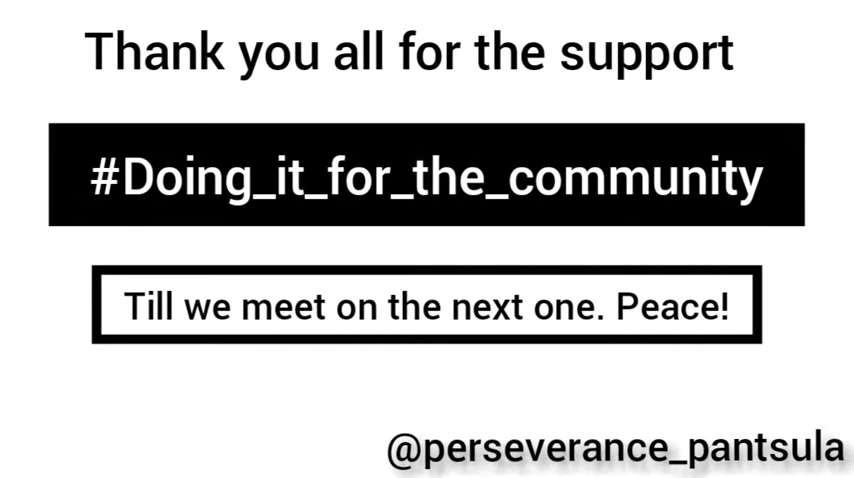 Thank you all for the support
#Doing_it_for_the_community
Till we meet on the next one. Peace!
@perseverance_pantsula